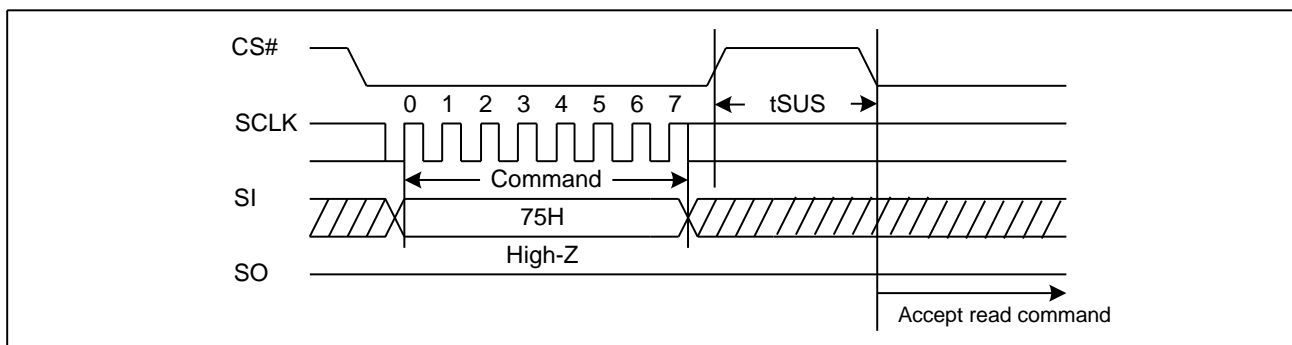 CS#
tSUS
0 1 2 3 4 5 6 7
SCLK
Command
SI
75H
High-Z
SO
Accept read command